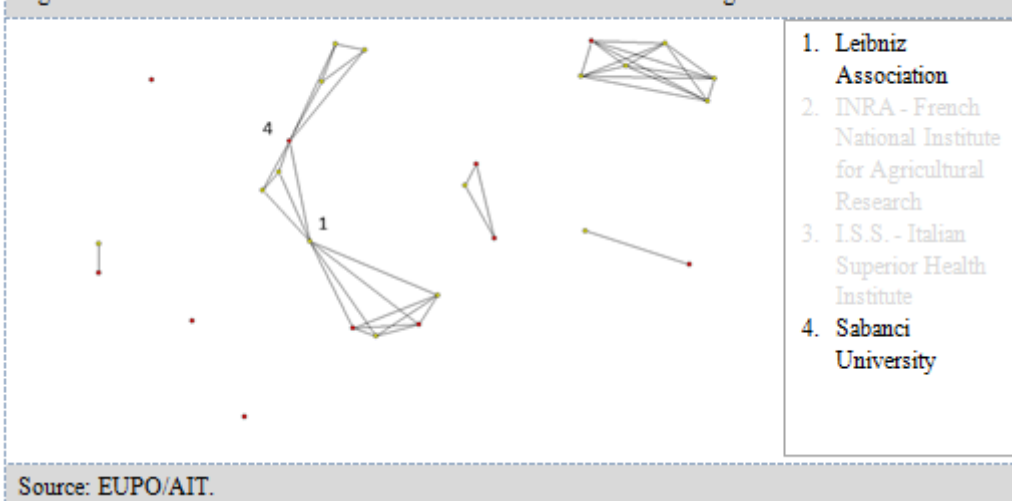 4
1
1. Leibniz
Association
2. INRA - French
National Institute
for Agricultural
Research
3. I.S.S. - Italian
Superior Health
Institute
4. Sabanci
University
Source: EUPO/AIT.